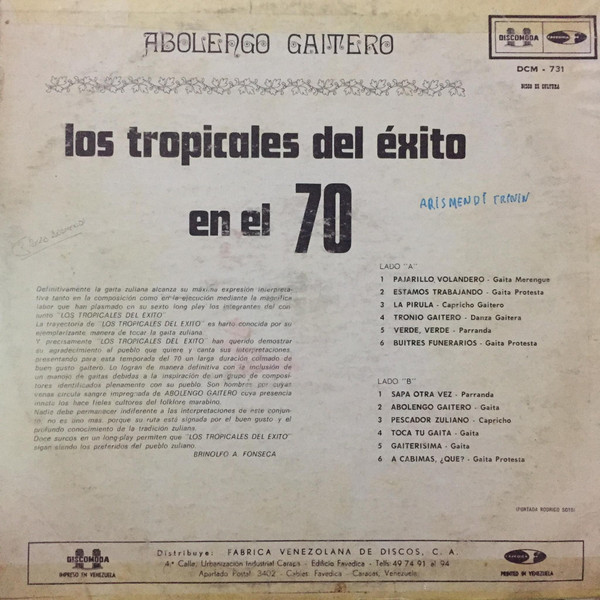 ABOLENGO GAITERO
DISCOMODA
DCM - 731
DISCO ES CULTURA
los tropicales del éxito
en el 70
ARISMENDI
Definitivamente la gaita zuliana alcanza su máxima expresión interpreta-
tiva tanto en la composición como en la ejecución mediante la magnífica
labor que han plasmado en su sexto long play los integrantes del con
junto "LOS TROPICALES DEL EXITO"
La trayectoria de "LOS TROPICALES DEL EXITO" es harto conocida por su
ejemplarizante manera de tocar la gaita zuliana.
Y precisamente "LOS TROPICALES DEL EXITO" han querido demostrar
su agradecimiento al pueblo que quiere y canta sus interpretaciones,
presentando para esta temporada del 70 un larga duración colmado de
buen gusto gaitero. Lo logran de manera definitiva con la inclusión de
un manojo de gaitas debidas a la inspiración de un grupo de composi-
tores identificados plenamente con su pueblo. Son hombres por cuyas
venas circula sangre impregnada de ABOLENGO GAITERO cuya presencia
innata los hace fieles cultores del folklore marabino.
Nadie debe permanecer indiferente a las interpretaciones de este conjun-
no es uno más, porque su ruta está signada por el buen gusto y el
profundo conocimiento de la tradición zuliana.
Doce surcos en un long-play permiten que "LOS TROPICALES DEL EXITO"
sigan siendo los preferidos del pueblo zuliano.
BRINOLFO A. FONSECA
LADO "A"
1 PAJARILLO VOLANDERO - Gaita Merengue
2 ESTAMOS TRABAJANDO - Gaita Protesta
3 LA PIRULA - Capricho Gaitero
4 TRONIO GAITERO - Danza Gaitera
5 VERDE, VERDE - Parranda
6 BUITRES FUNERARIOS - Gaita Protesta
LADO "B"
1 SAPA OTRA VEZ - Parranda
2 ABOLENGO GAITERO - Gaita
3 PESCADOR ZULIANO - Capricho
4 TOCA TU GAITA - Gaita
5 GAITERISIMA - Gaita
6 A CABIMAS, ¿QUE? - Gaita Protesta
(PORTADA RODRIGO
DISCOMODA
IMPRESO EN VENEZUELA
Distribuye: FABRICA VENEZOLANA DE DISCOS, C. A.
4.ª Calle, Urbanización Industrial Carapa - Edificio Favedica - Telfs. 49 74 91 al 94
Apartado Postal 3402 - Cables Favedica - Caracas, Venezuela
PRINTED IN VENEZUELA